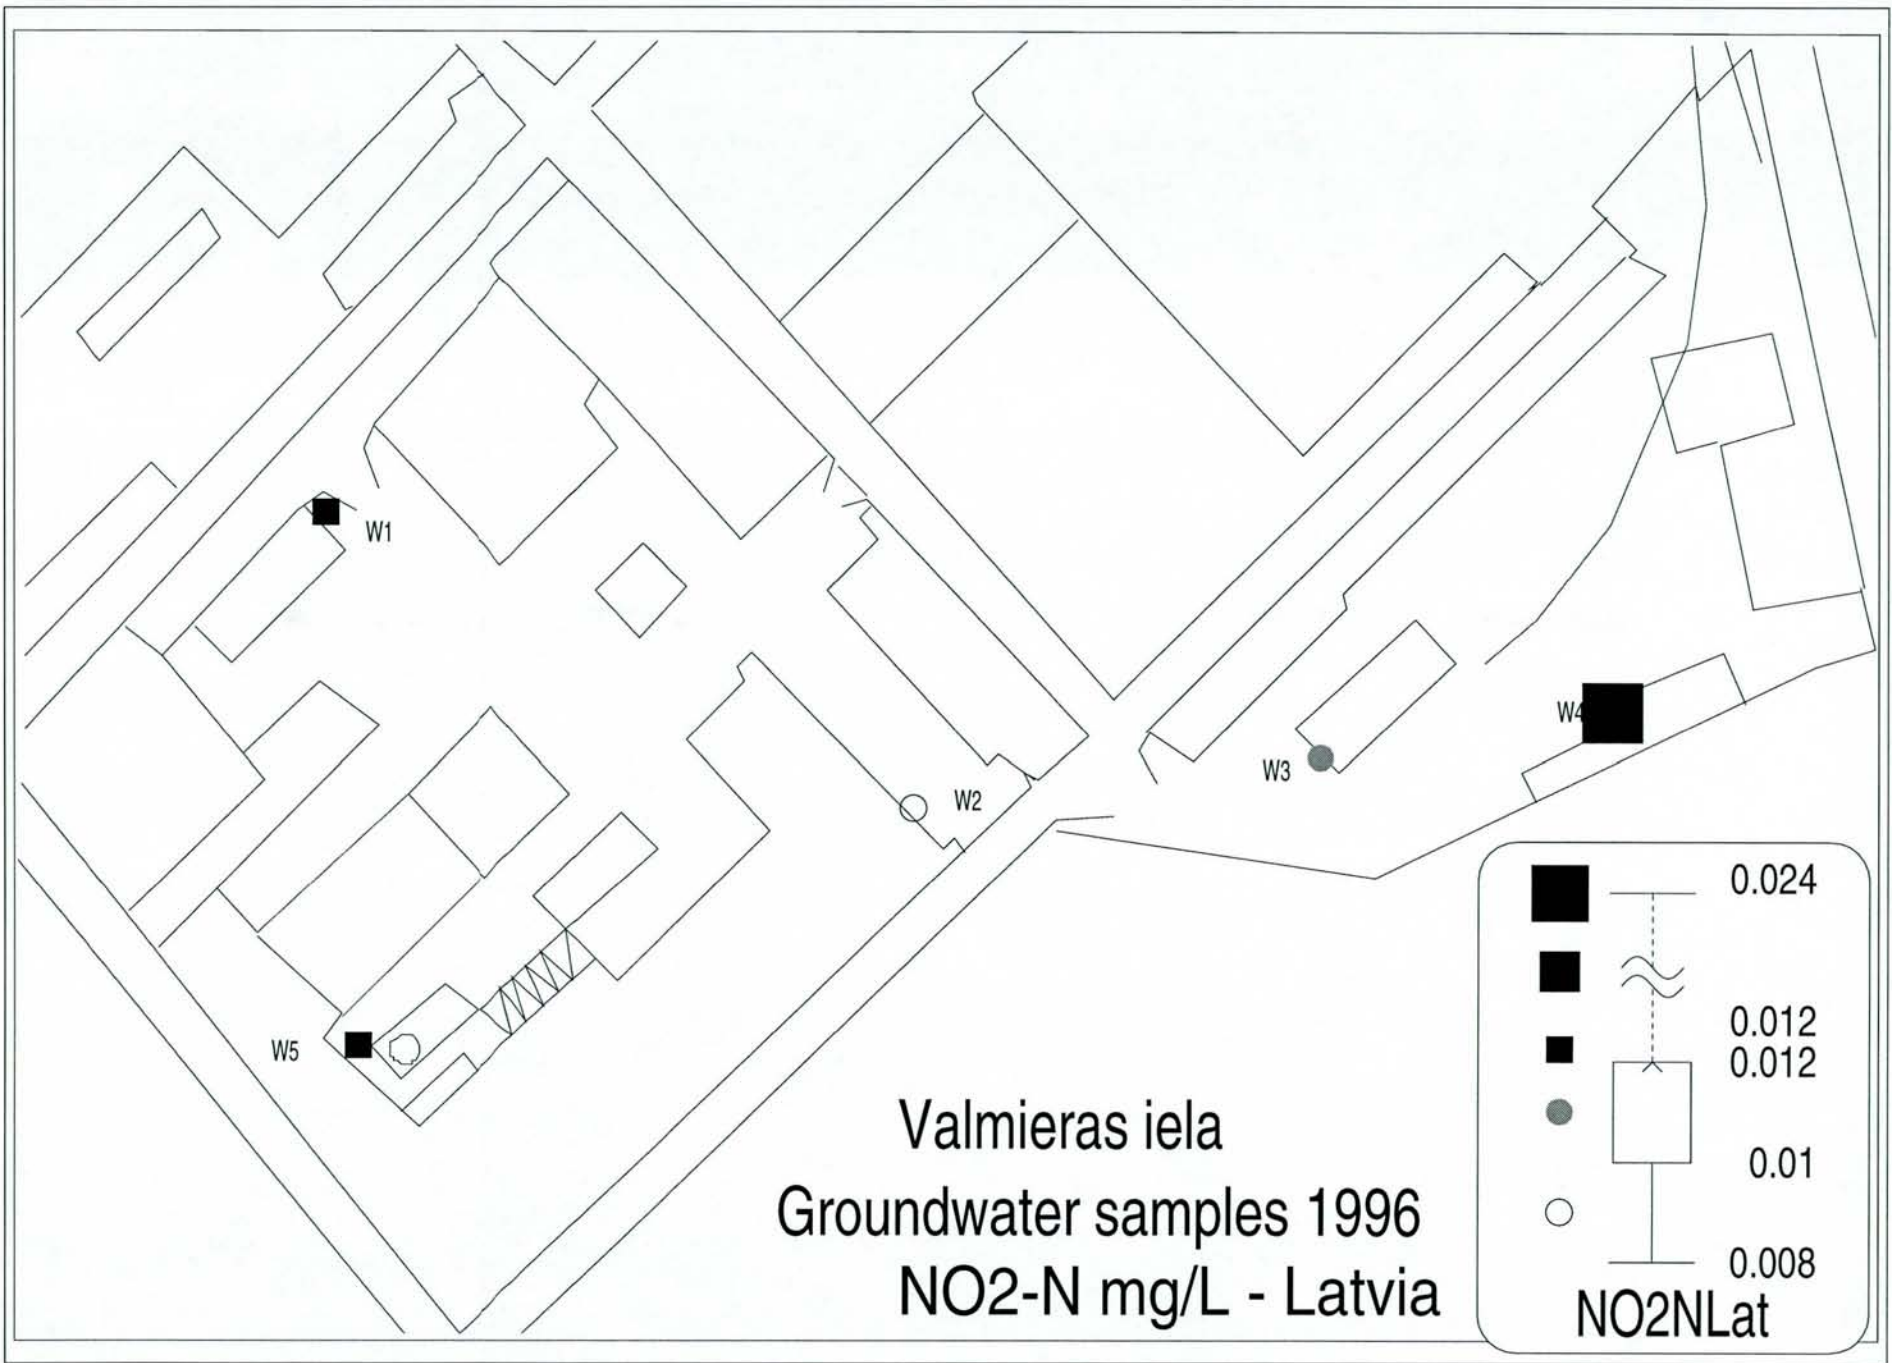 W1
W4
W3
W2
W5
Valmieras iela
Groundwater samples 1996
NO2-N mg/L - Latvia
0.024
0.012
0.012
0.01
0.008
NO2NLat